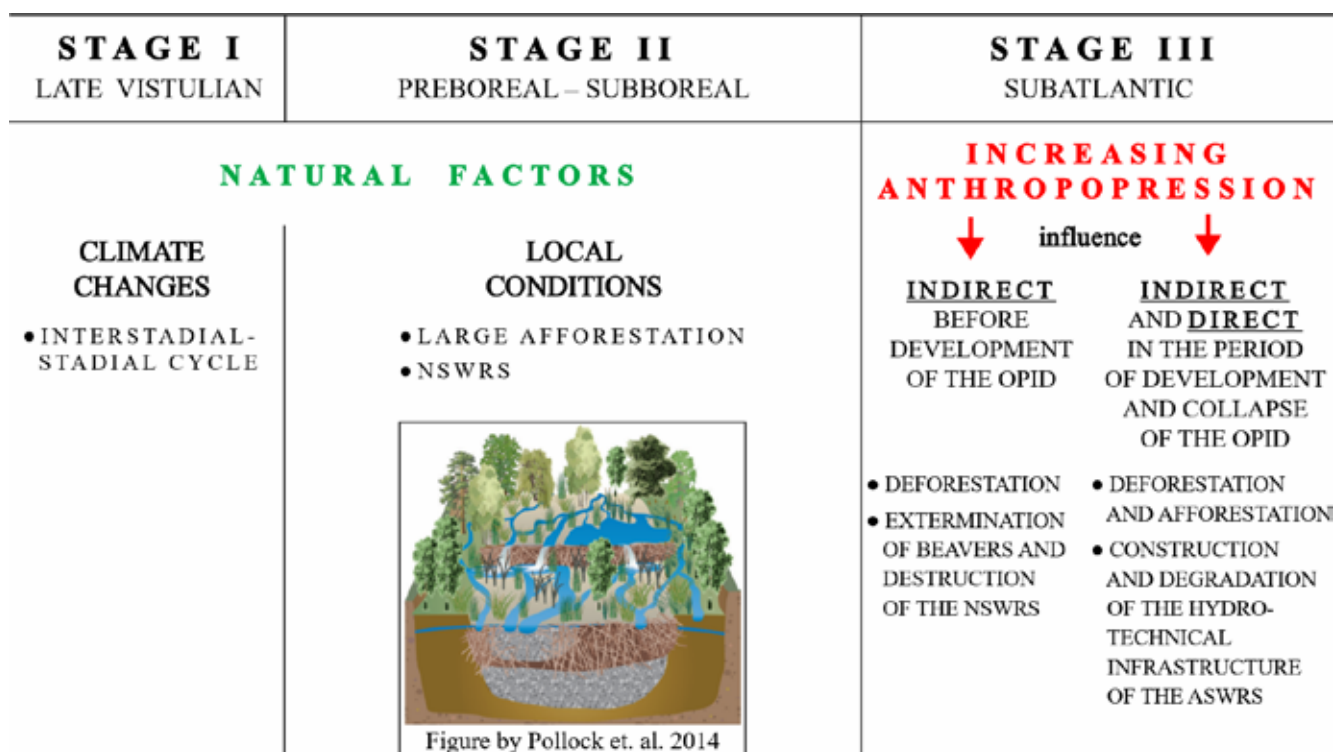 STAGE I
LATE VISTULIAN
STAGE II
PREBOREAL – SUBBOREAL
STAGE III
SUBATLANTIC
NATURAL FACTORS
CLIMATE
CHANGES
● INTERSTADIAL-
STADIAL CYCLE
LOCAL
CONDITIONS
● LARGE AFFORESTATION
● NSWRS
Figure by Pollock et. al. 2014
INCREASING
ANTHROPOPRESSION
influence
INDIRECT
BEFORE
DEVELOPMENT
OF THE OPID
● DEFORESTATION
● EXTERMINATION
OF BEAVERS AND
DESTRUCTION
OF THE NSWRS
INDIRECT
AND DIRECT
IN THE PERIOD
OF DEVELOPMENT
AND COLLAPSE
OF THE OPID
● DEFORESTATION
AND AFFORESTATION
● CONSTRUCTION
AND DEGRADATION
OF THE HYDRO-
TECHNICAL
INFRASTRUCTURE
OF THE ASWRS